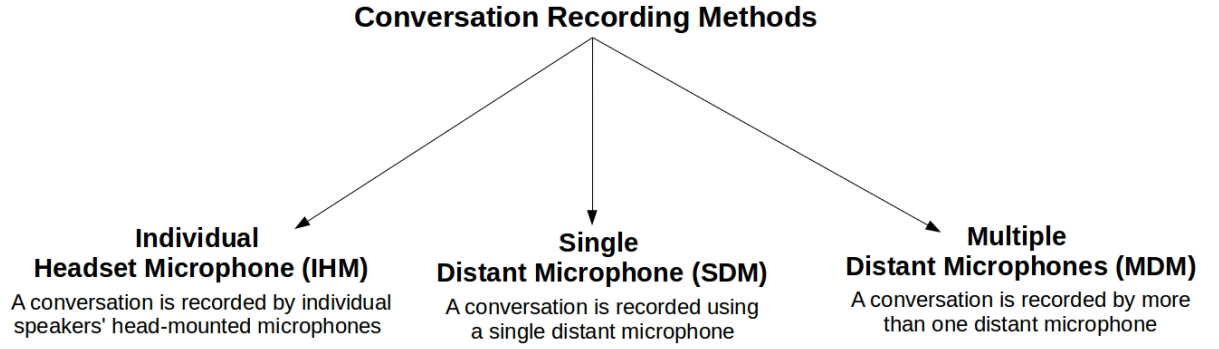 Conversation Recording Methods
Individual
Headset Microphone (IHM)
A conversation is recorded by individual
speakers' head-mounted microphones
Single
Distant Microphone (SDM)
A conversation is recorded using
a single distant microphone
Multiple
Distant Microphones (MDM)
A conversation is recorded by more
than one distant microphone